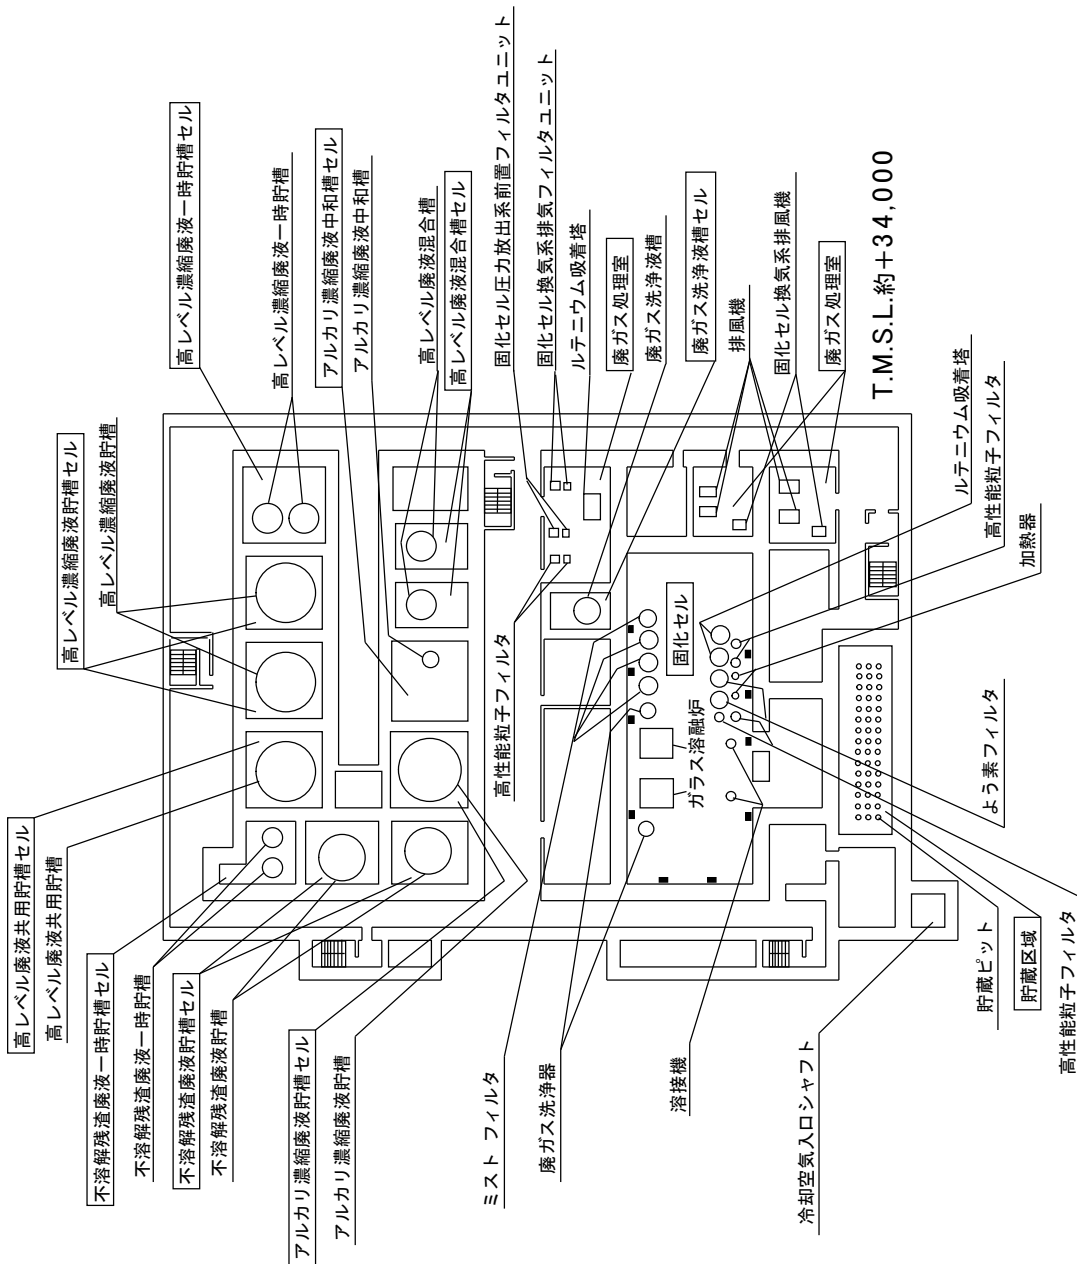 高レベル濃縮廃液一時貯槽セル
高レベル濃縮廃液一時貯槽
アルカリ濃縮廃液中和槽セル
アルカリ濃縮廃液中和槽
高レベル廃液混合槽
高レベル廃液混合槽セル
固化セル圧力放出系前置フィルタユニット
固化セル換気系排気フィルタユニット
ルテニウム吸着塔
廃ガス処理室
廃ガス洗浄液槽
廃ガス洗浄液槽セル
排風機
固化セル換気系排風機
廃ガス処理室
T.M.S.L.約+34,000
高レベル濃縮廃液貯槽セル
高レベル濃縮廃液貯槽
高性能粒子フィルタ
固化セル
ガラス溶融炉
ルテニウム吸着塔
高性能粒子フィルタ
加熱器
よう素フィルタ
高レベル廃液共用貯槽セル
高レベル廃液共用貯槽
不溶解残渣廃液一時貯槽セル
不溶解残渣廃液一時貯槽
不溶解残渣廃液貯槽セル
不溶解残渣廃液貯槽
アルカリ濃縮廃液貯槽セル
アルカリ濃縮廃液貯槽
ミスト フィルタ
廃ガス洗浄器
溶接機
冷却空気入口シャフト
貯蔵ピット
貯蔵区域
高性能粒子フィルタ